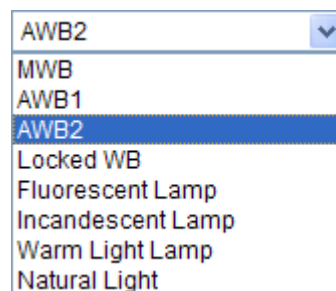 AWB2
MWB
AWB1
AWB2
Locked WB
Fluorescent Lamp
Incandescent Lamp
Warm Light Lamp
Natural Light